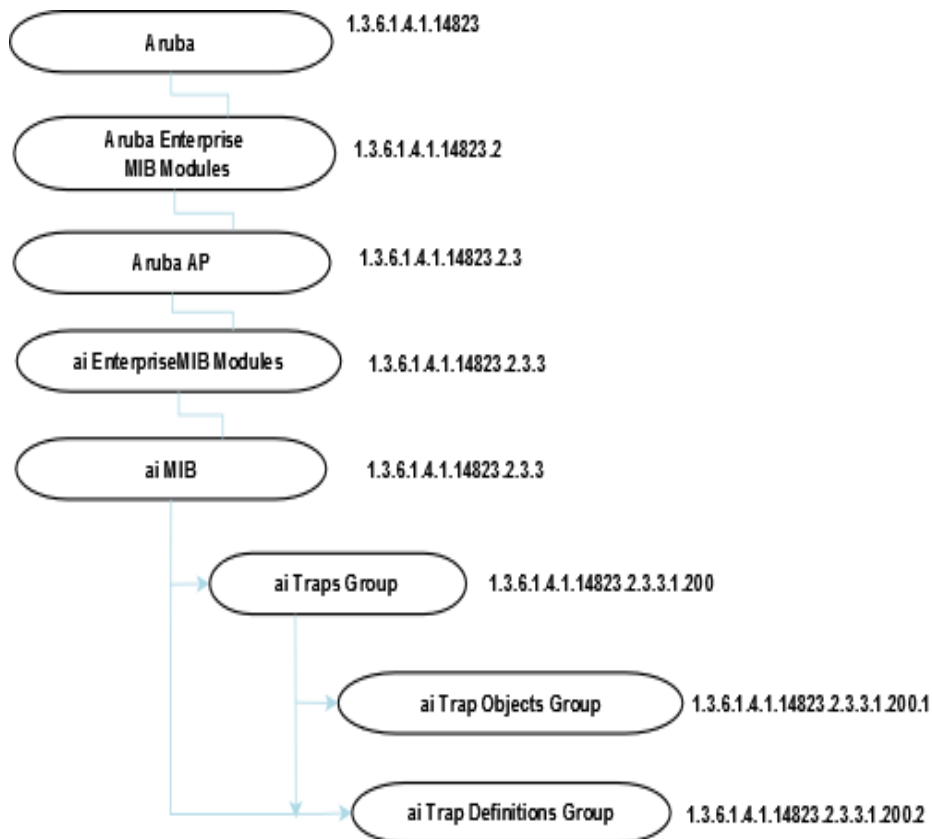 Aruba
1.3.6.1.4.1.14823
Aruba Enterprise
MIB Modules
1.3.6.1.4.1.14823.2
Aruba AP
1.3.6.1.4.1.14823.2.3
ai EnterpriseMIB Modules
1.3.6.1.4.1.14823.2.3.3
ai MIB
1.3.6.1.4.1.14823.2.3.3
ai Traps Group
1.3.6.1.4.1.14823.2.3.3.1.200
ai Trap Objects Group
1.3.6.1.4.1.14823.2.3.3.1.200.1
ai Trap Definitions Group
1.3.6.1.4.1.14823.2.3.3.1.200.2